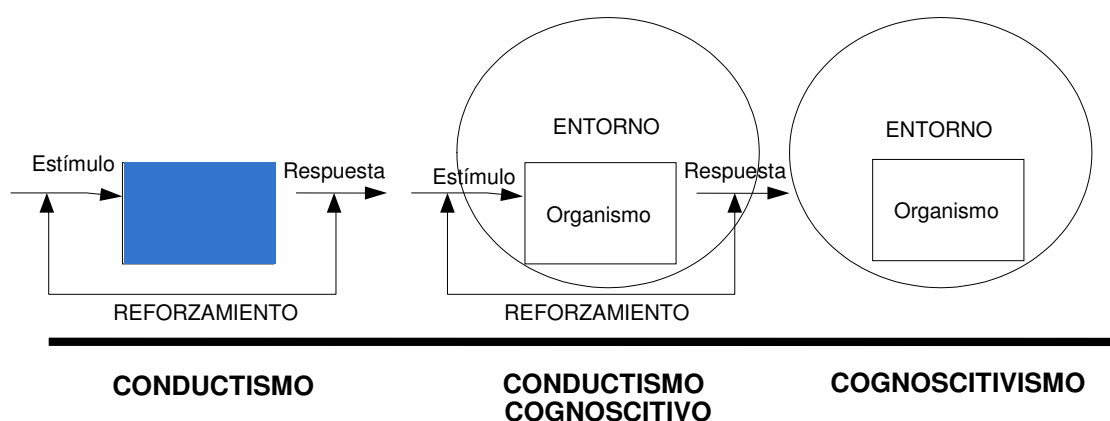 ENTORNO
ENTORNO
Estímulo
Respuesta
Estímulo
Respuesta
Organismo
Organismo
REFORZAMIENTO
REFORZAMIENTO
CONDUCTISMO
CONDUCTISMO
COGNOSCITIVO
COGNOSCITIVISMO